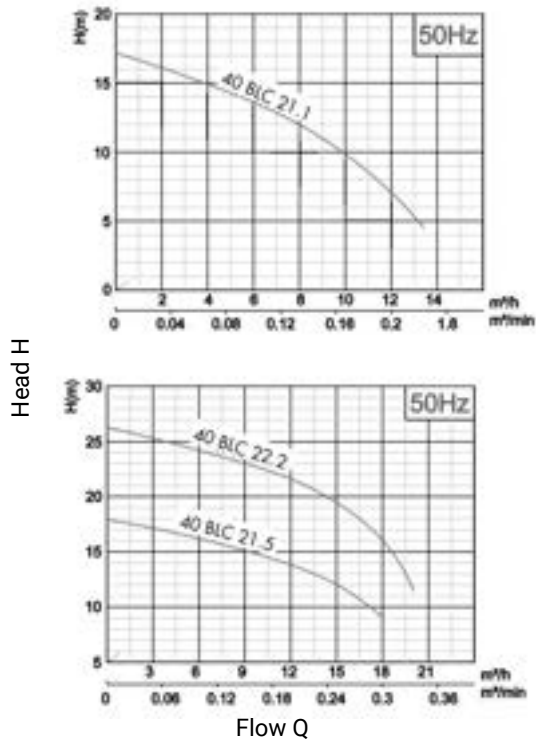 H(m)
20
50Hz
40 BLC 21.1
15
10
5
0
2 4 6 8 10 12 14 m³/h
0 0.04 0.08 0.12 0.16 0.2 1.8 m³/min
Head H
H(m)
30
50Hz
40 BLC 22.2
25
20
40 BLC 21.5
15
10
5
3 6 9 12 15 18 21 m³/h
0 0.06 0.12 0.18 0.24 0.3 0.36 m³/min
Flow Q